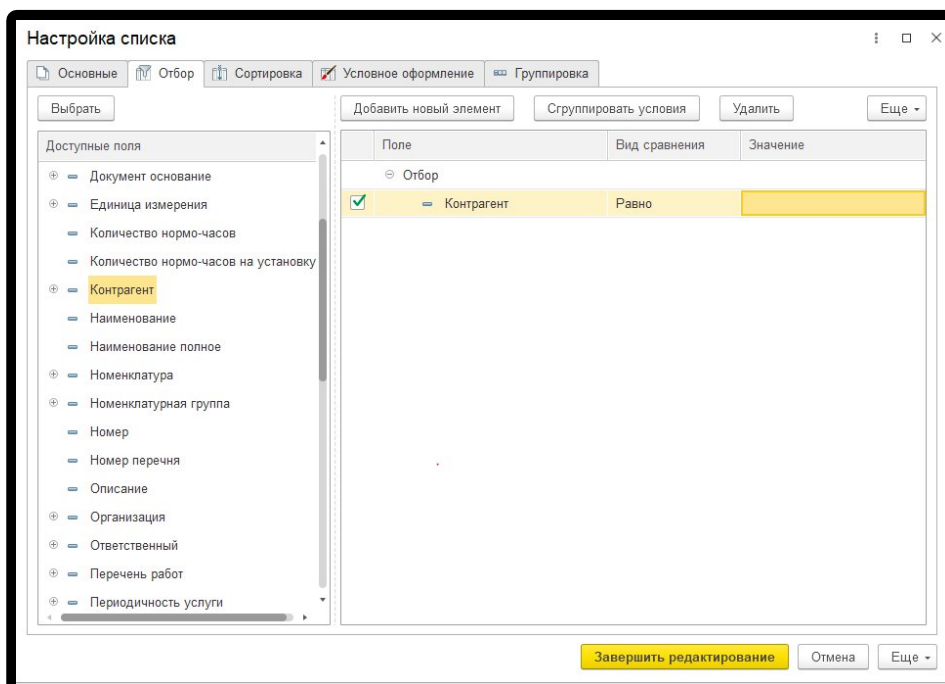 Настройка списка
Основные Отбор Сортировка Условное оформление Группировка
Выбрать Добавить новый элемент Сгруппировать условия Удалить Еще
Доступные поля Поле Вид сравнения Значение
Документ основание Отбор
Единица измерения Контрагент Равно
Количество нормо-часов
Количество нормо-часов на установку
Контрагент
Наименование
Наименование полное
Номенклатура
Номенклатурная группа
Номер
Номер перечня
Описание
Организация
Ответственный
Перечень работ
Периодичность услуги
Завершить редактирование Отмена Еще